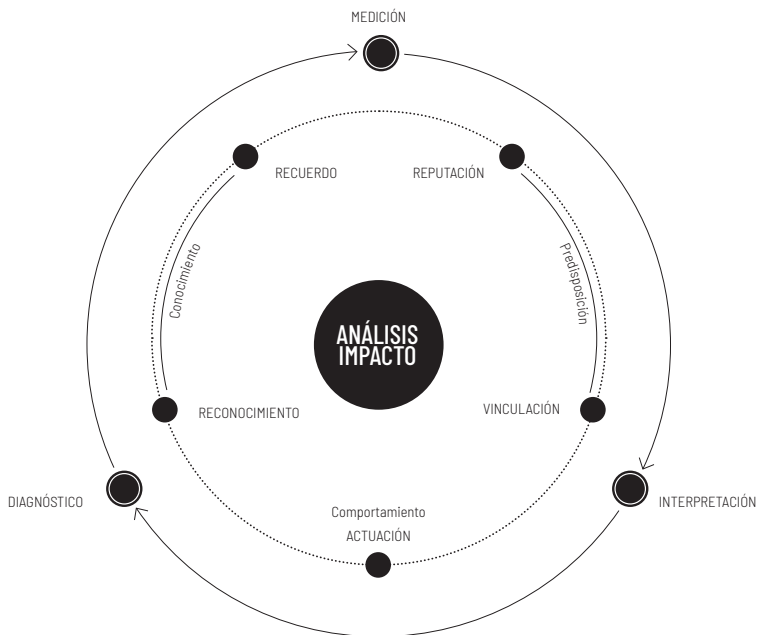 MEDICIÓN
RECUERDO
REPUTACIÓN
Conocimiento
Predisposición
ANÁLISIS
IMPACTO
RECONOCIMIENTO
VINCULACIÓN
DIAGNÓSTICO
INTERPRETACIÓN
Comportamiento
ACTUACIÓN